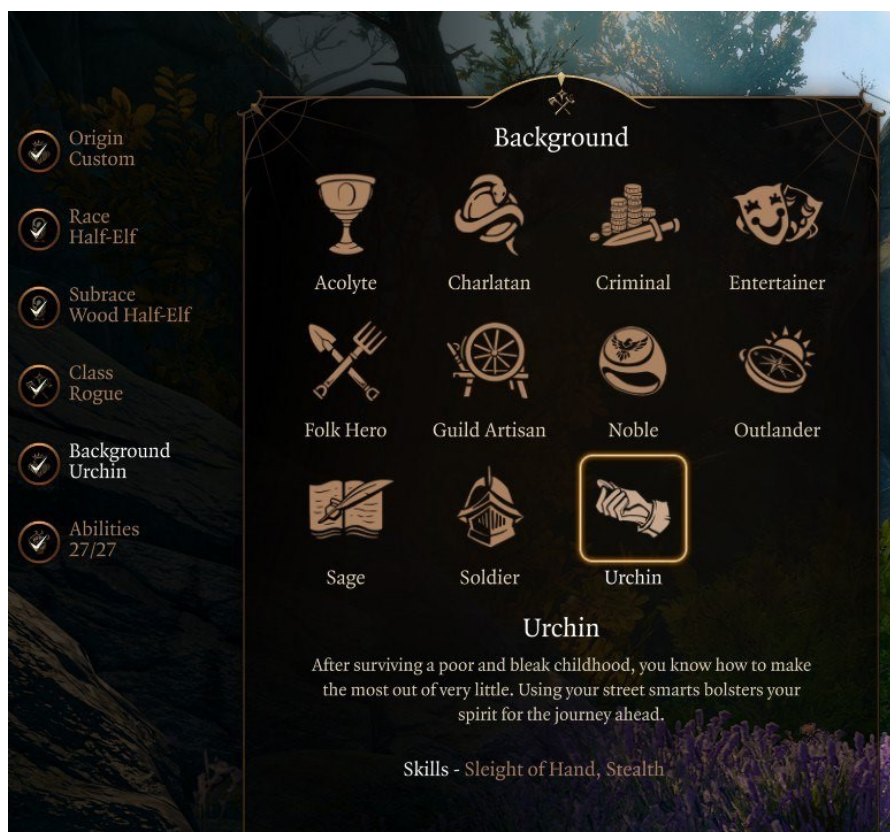 Origin
Custom
Race
Half-Elf
Subrace
Wood Half-Elf
Class
Rogue
Background
Urchin
Abilities
27/27
Background
Acolyte
Charlatan
Criminal
Entertainer
Folk Hero
Guild Artisan
Noble
Outlander
Sage
Soldier
Urchin
Urchin
After surviving a poor and bleak childhood, you know how to make
the most out of very little. Using your street smarts bolsters your
spirit for the journey ahead.
Skills - Sleight of Hand, Stealth